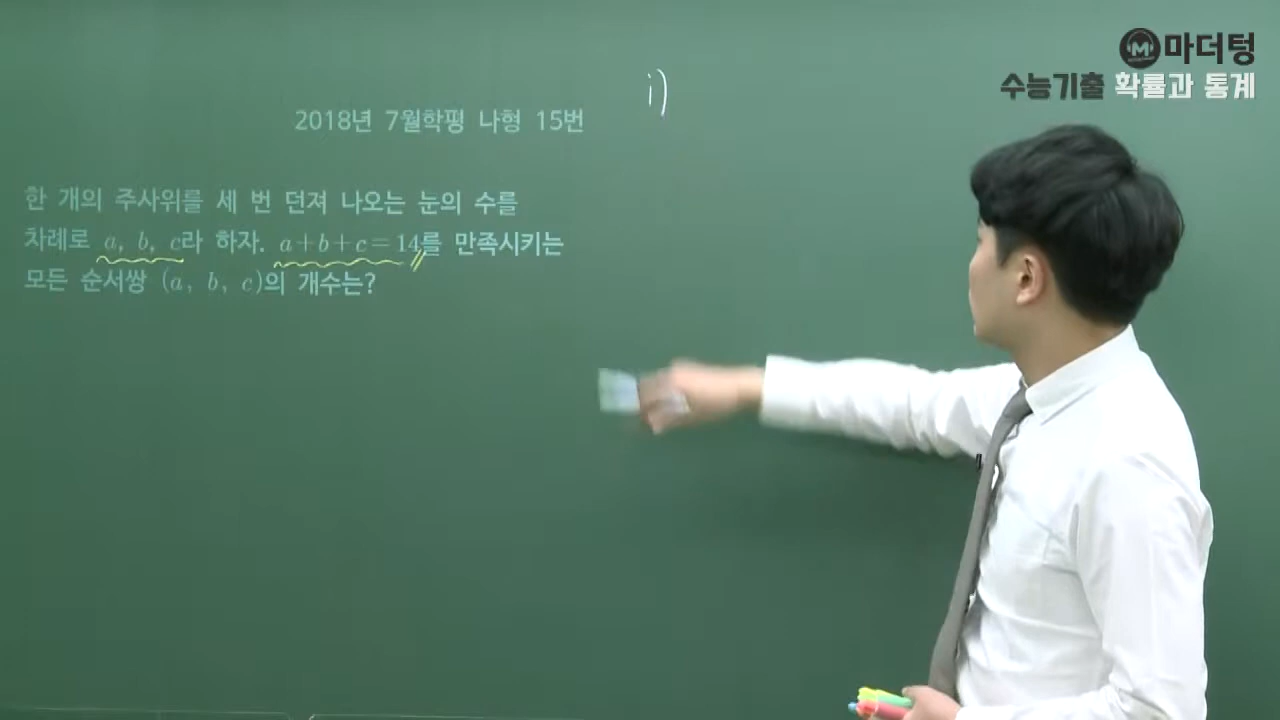 마더텅
수능기출 확률과 통계
i)
2018년 7월학평 나형 15번
한 개의 주사위를 세 번 던져 나오는 눈의 수를
차례로 a, b, c라 하자. a+b+c=14를 만족시키는
모든 순서쌍 (a, b, c)의 개수는?